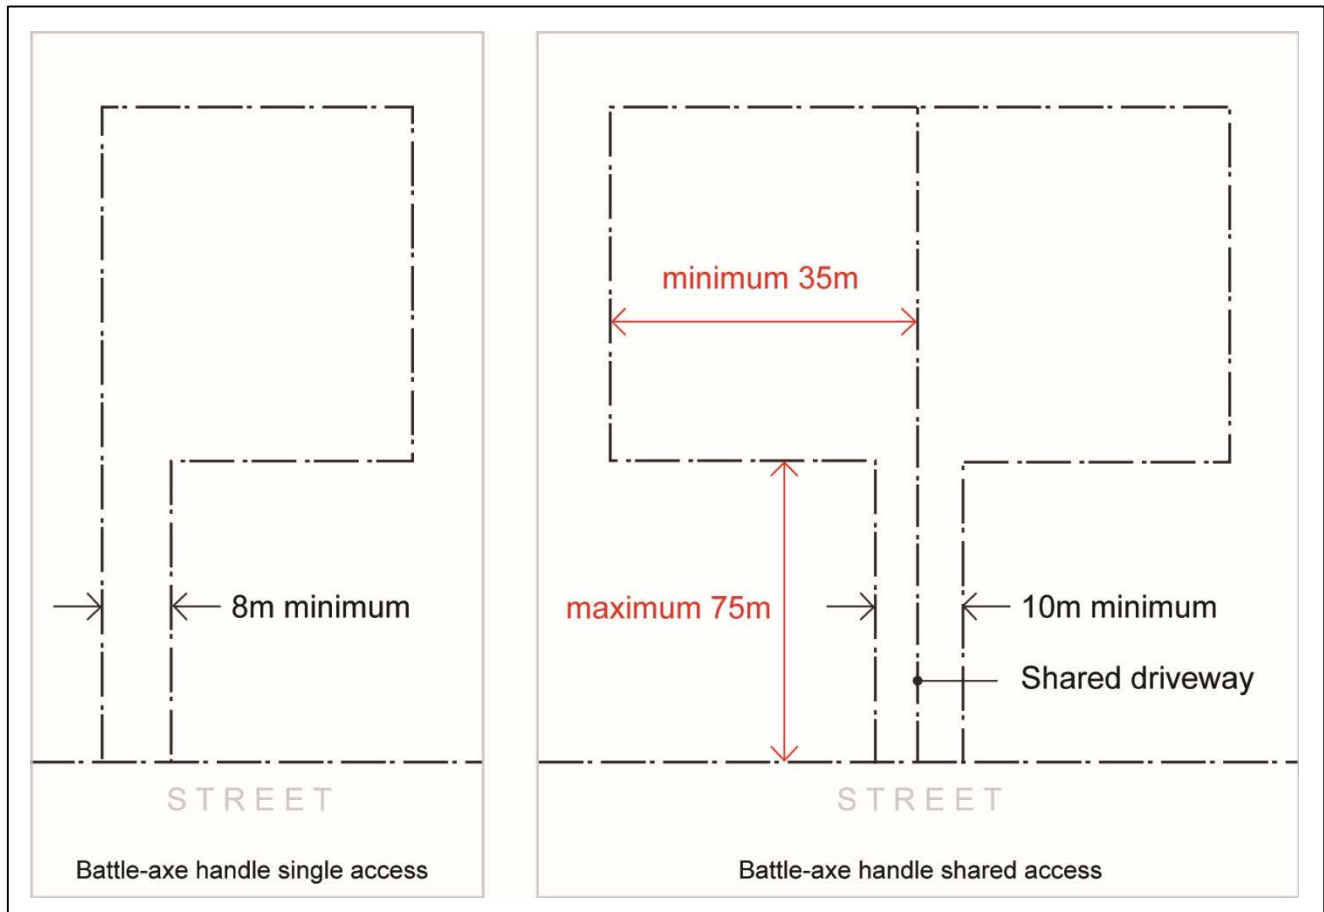 8m minimum
STREET
Battle-axe handle single access
minimum 35m
maximum 75m
10m minimum
Shared driveway
STREET
Battle-axe handle shared access